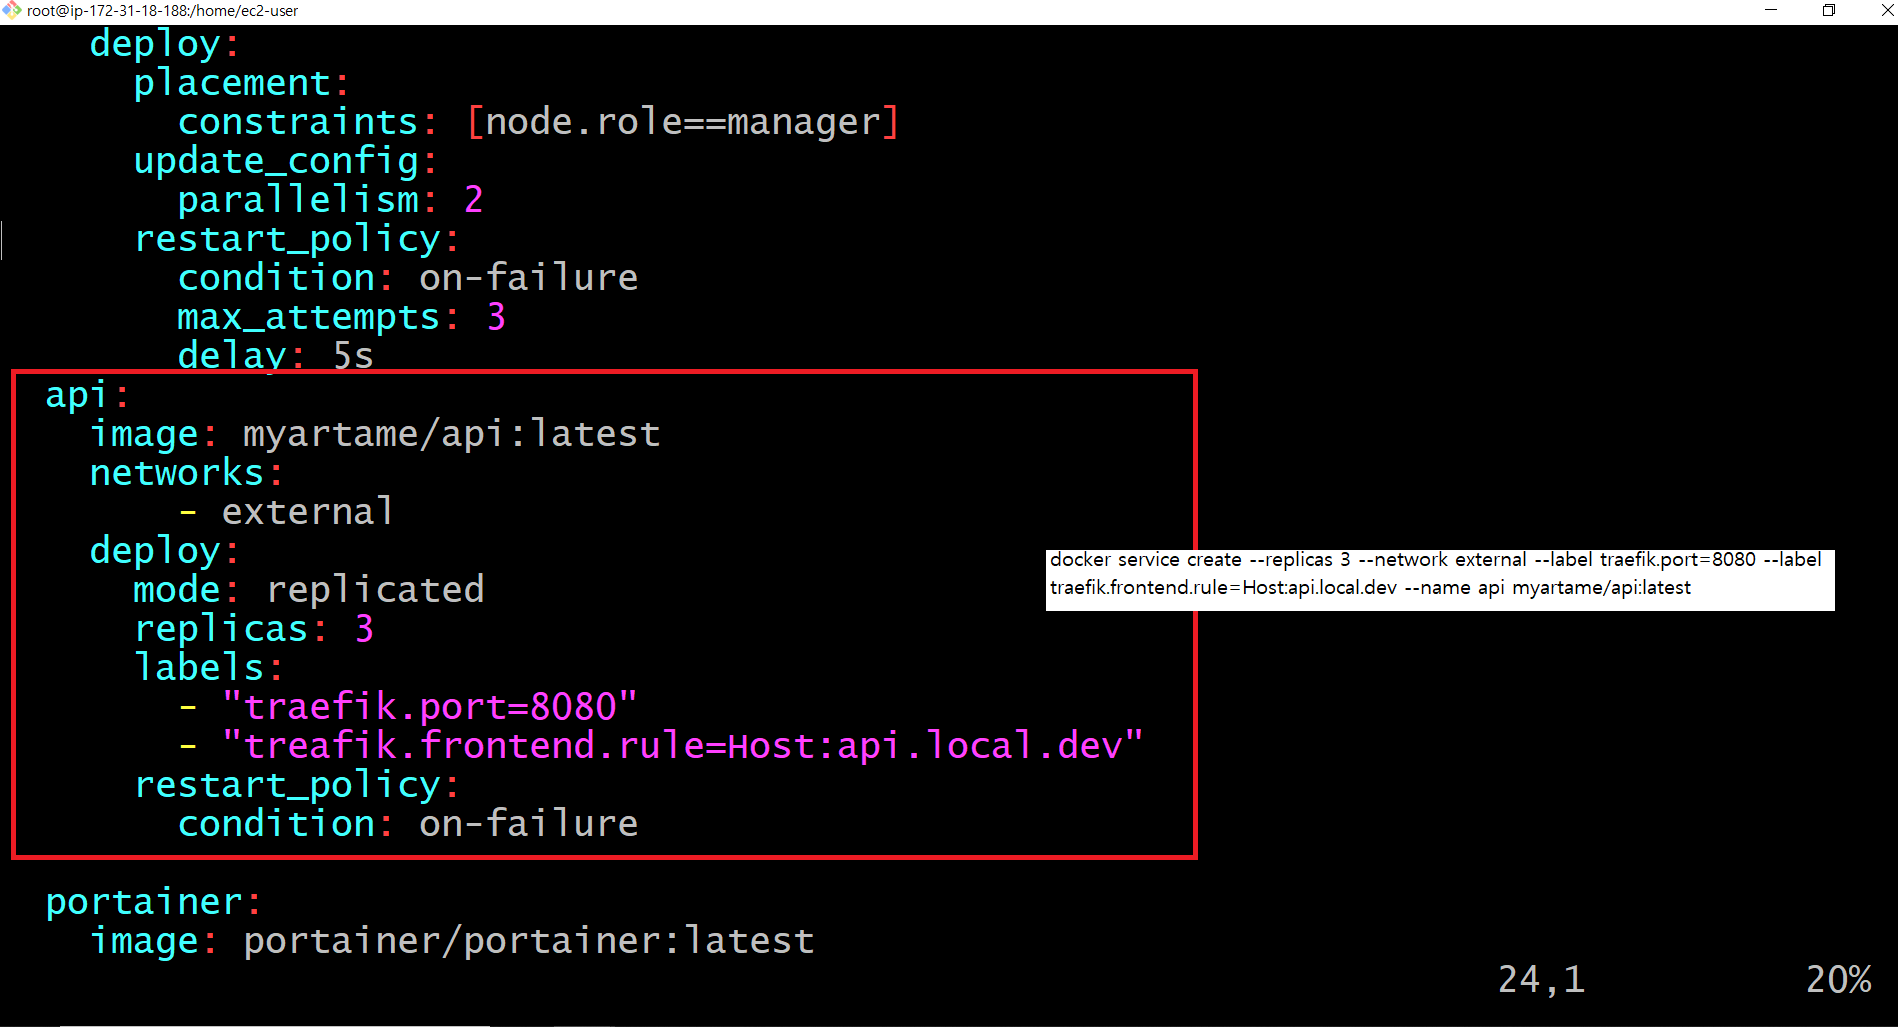 root@ip-172-31-18-188:/home/ec2-user
deploy:
placement:
constraints: [node.role==manager]
update_config:
parallelism: 2
restart_policy:
condition: on-failure
max_attempts: 3
delay: 5s
api:
image: myartame/api:latest
networks:
- external
deploy:
mode: replicated
replicas: 3
labels:
- "traefik.port=8080"
- "treafik.frontend.rule=Host:api.local.dev"
restart_policy:
condition: on-failure
docker service create --replicas 3 --network external --label traefik.port=8080 --label
traefik.frontend.rule=Host:api.local.dev --name api myartame/api:latest
portainer:
image: portainer/portainer:latest
24,1 20%